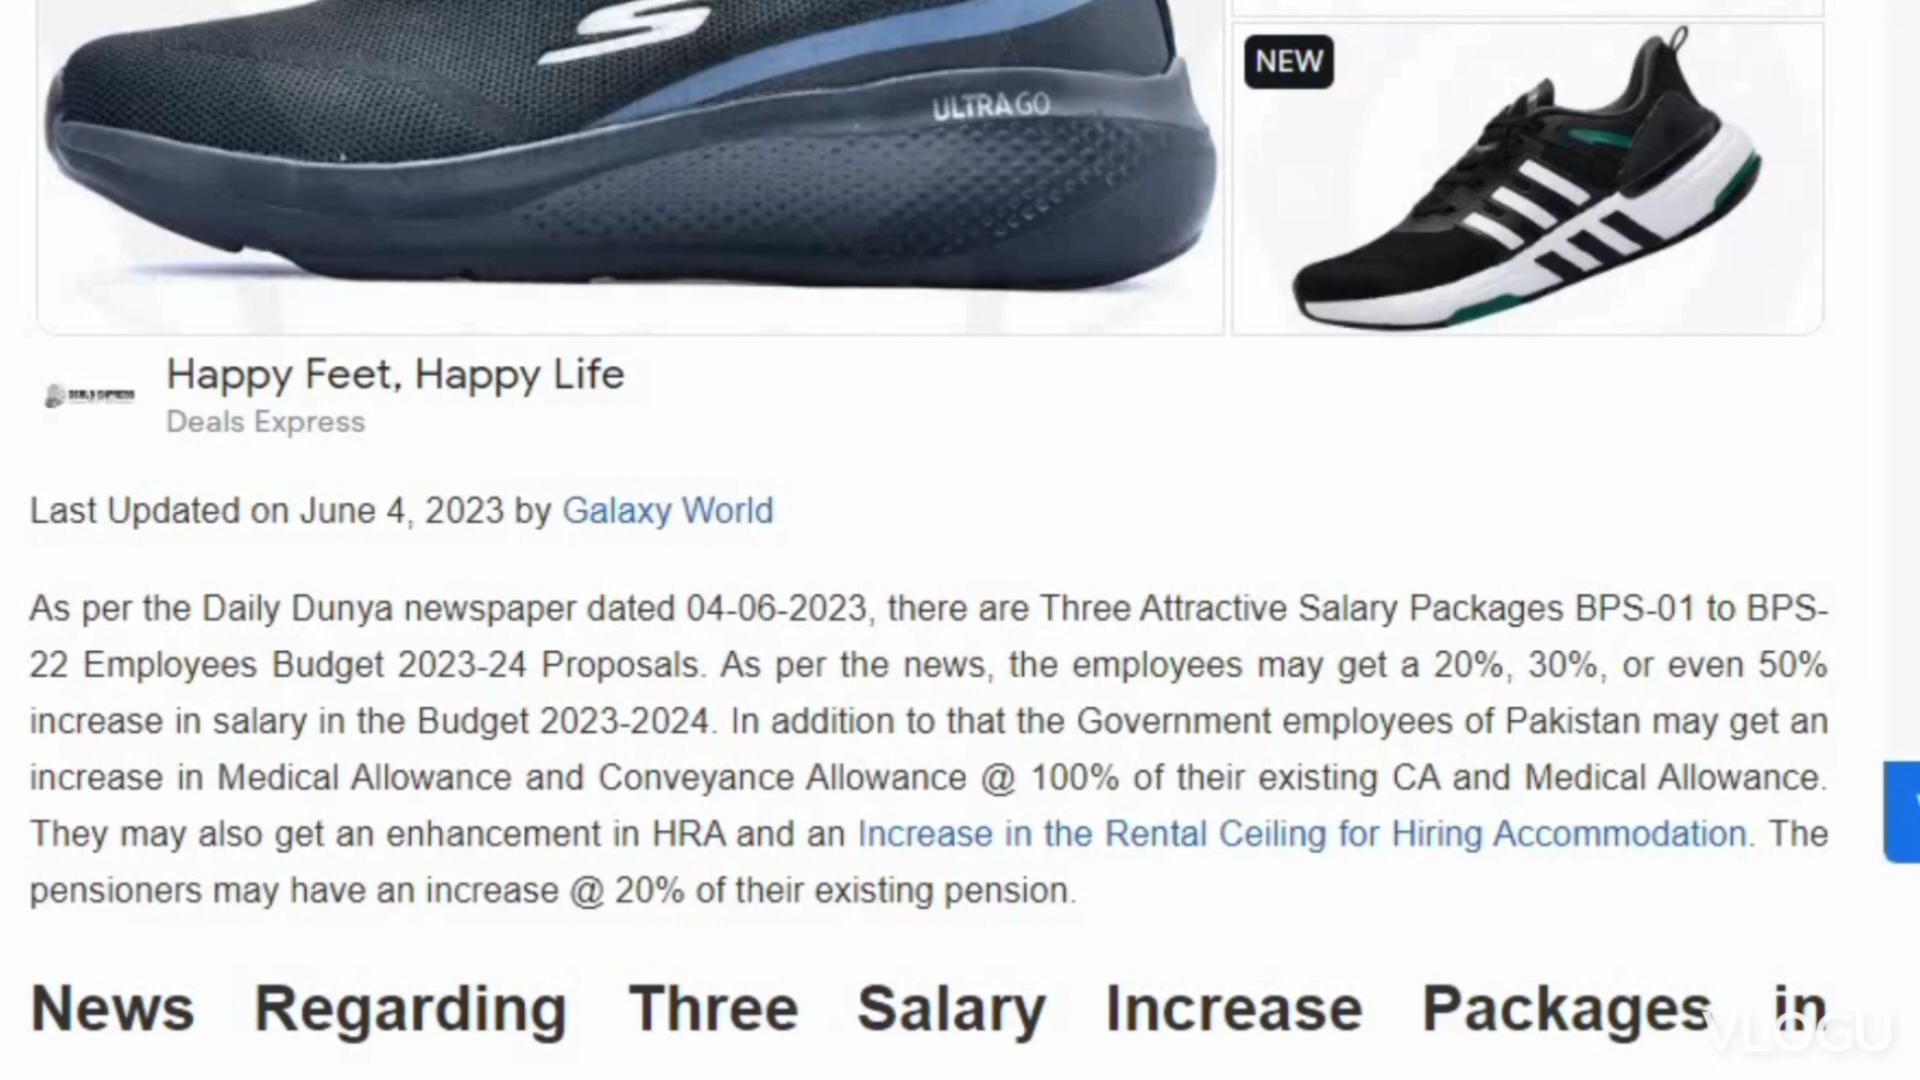 S
ULTRA GO
NEW
Happy Feet, Happy Life
DEALS EXPRESS
Deals Express
Last Updated on June 4, 2023 by Galaxy World
As per the Daily Dunya newspaper dated 04-06-2023, there are Three Attractive Salary Packages BPS-01 to BPS-
22 Employees Budget 2023-24 Proposals. As per the news, the employees may get a 20%, 30%, or even 50%
increase in salary in the Budget 2023-2024. In addition to that the Government employees of Pakistan may get an
increase in Medical Allowance and Conveyance Allowance @ 100% of their existing CA and Medical Allowance.
They may also get an enhancement in HRA and an Increase in the Rental Ceiling for Hiring Accommodation. The
pensioners may have an increase @ 20% of their existing pension.
News Regarding Three Salary Increase Packages in
VLOGU